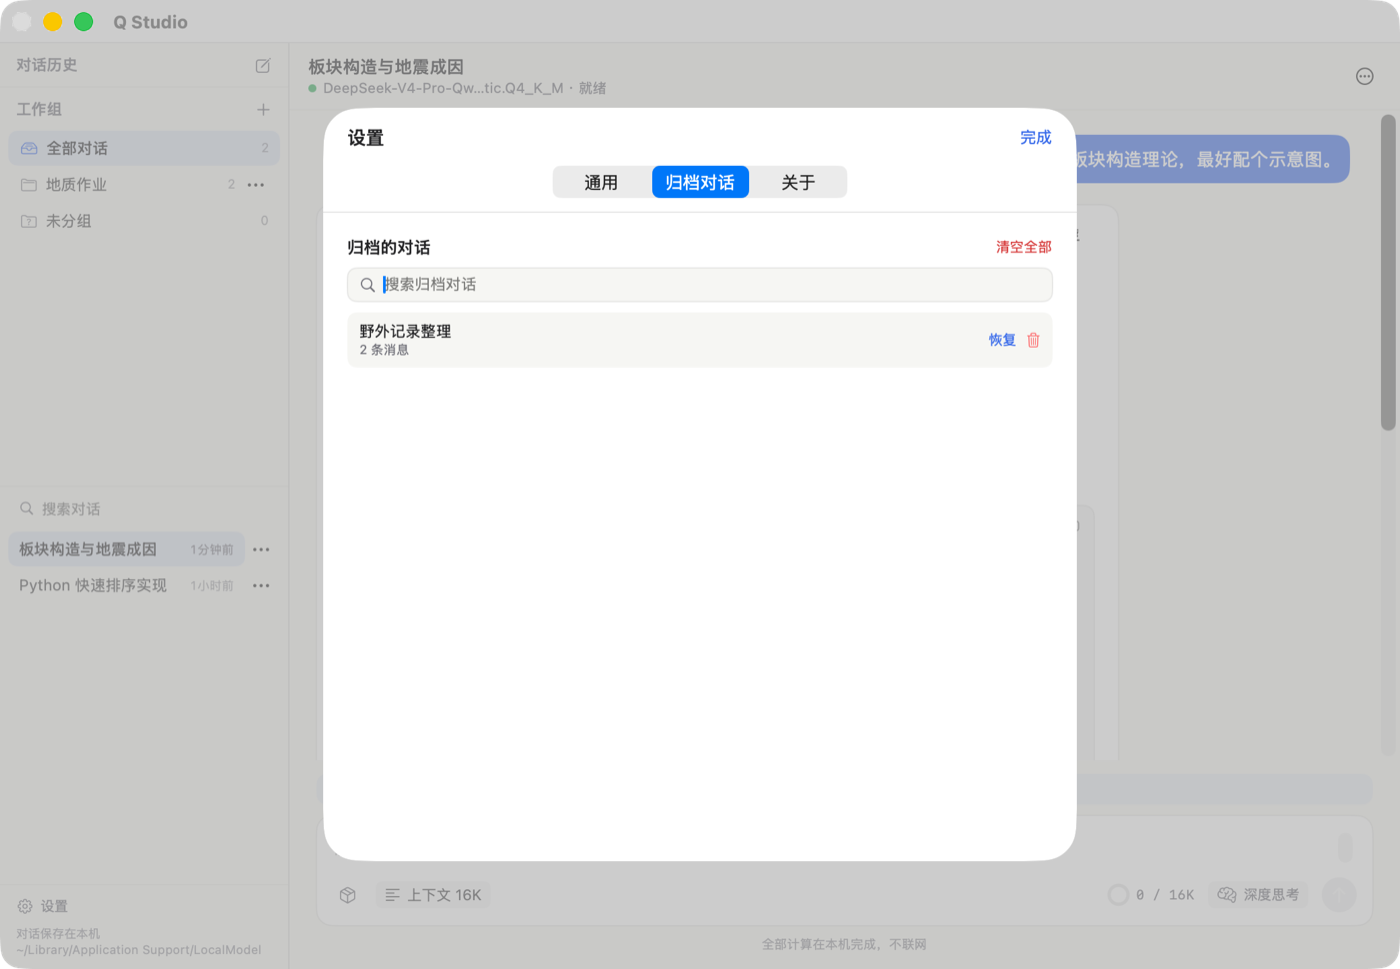 Q Studio
对话历史
工作组
全部对话 2
地质作业 2
未分组 0
搜索对话
板块构造与地震成因 1分钟前
Python 快速排序实现 1小时前
设置
对话保存在本机
~/Library/Application Support/LocalModel
板块构造与地震成因
DeepSeek-V4-Pro-Qw...tic.Q4_K_M · 就绪
板块构造理论，最好配个示意图。
设置
完成
通用 归档对话 关于
归档的对话
清空全部
搜索归档对话
野外记录整理
2 条消息
恢复
上下文 16K
0 / 16K
深度思考
全部计算在本机完成，不联网